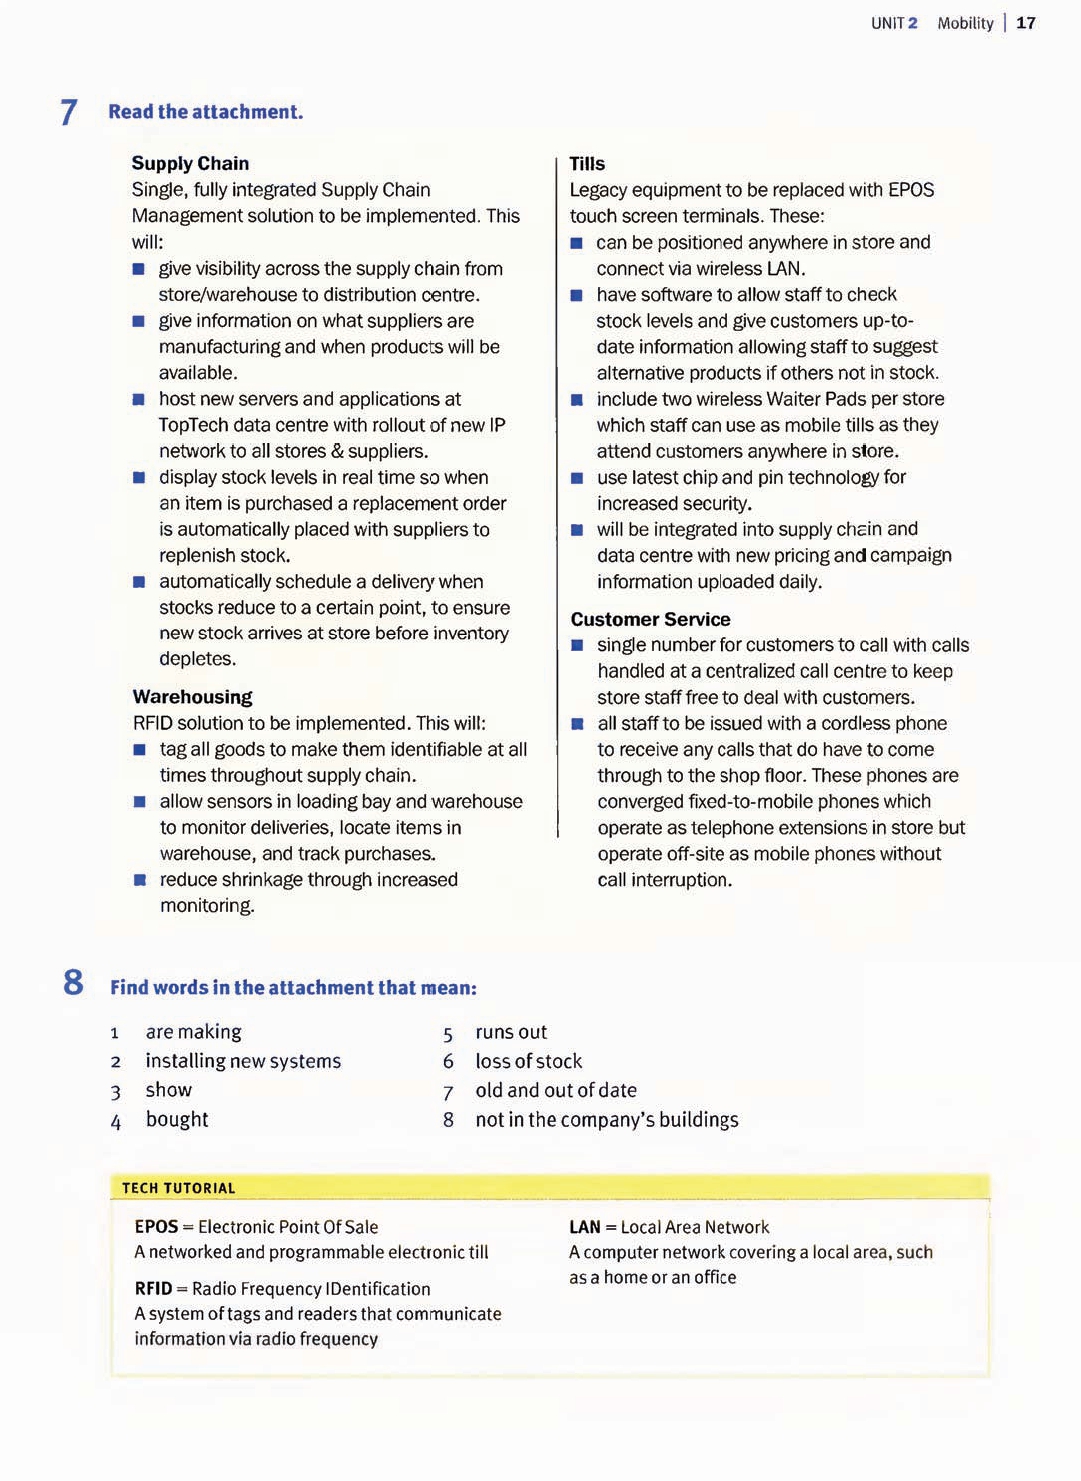 UNIT 2 Mobility | 17
7 Read the attachment.
Supply Chain
Single, fully integrated Supply Chain
Management solution to be implemented. This
will:
■ give visibility across the supply chain from
store/warehouse to distribution centre.
■ give information on what suppliers are
manufacturing and when products will be
available.
■ host new servers and applications at
TopTech data centre with rollout of new IP
network to all stores & suppliers.
■ display stock levels in real time so when
an item is purchased a replacement order
is automatically placed with suppliers to
replenish stock.
■ automatically schedule a delivery when
stocks reduce to a certain point, to ensure
new stock arrives at store before inventory
depletes.
Warehousing
RFID solution to be implemented. This will:
■ tag all goods to make them identifiable at all
times throughout supply chain.
■ allow sensors in loading bay and warehouse
to monitor deliveries, locate items in
warehouse, and track purchases.
■ reduce shrinkage through increased
monitoring.
Tills
Legacy equipment to be replaced with EPOS
touch screen terminals. These:
■ can be positioned anywhere in store and
connect via wireless LAN.
■ have software to allow staff to check
stock levels and give customers up-to-
date information allowing staff to suggest
alternative products if others not in stock.
■ include two wireless Waiter Pads per store
which staff can use as mobile tills as they
attend customers anywhere in store.
■ use latest chip and pin technology for
increased security.
■ will be integrated into supply chain and
data centre with new pricing and campaign
information uploaded daily.
Customer Service
■ single number for customers to call with calls
handled at a centralized call centre to keep
store staff free to deal with customers.
■ all staff to be issued with a cordless phone
to receive any calls that do have to come
through to the shop floor. These phones are
converged fixed-to-mobile phones which
operate as telephone extensions in store but
operate off-site as mobile phones without
call interruption.
8 Find words in the attachment that mean:
1 are making
2 installing new systems
3 show
4 bought
5 runs out
6 loss of stock
7 old and out of date
8 not in the company's buildings
TECH TUTORIAL
EPOS = Electronic Point Of Sale
A networked and programmable electronic till
RFID = Radio Frequency IDentification
A system of tags and readers that communicate
information via radio frequency
LAN = Local Area Network
A computer network covering a local area, such
as a home or an office